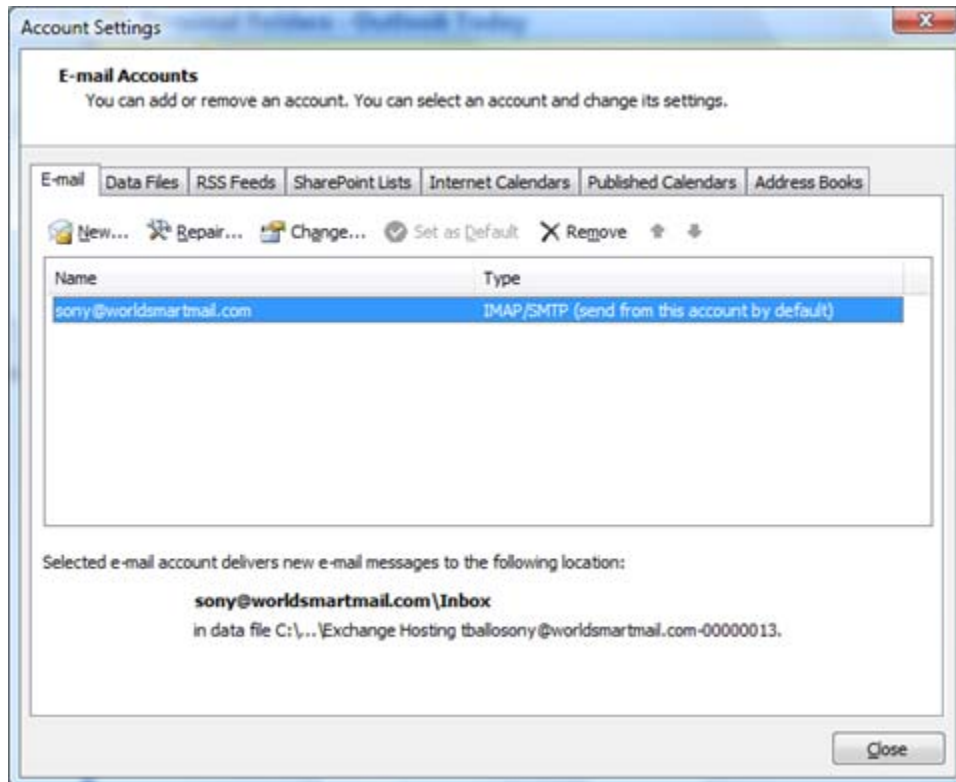 Personal Folders - Outlook Today
Account Settings
E-mail Accounts
You can add or remove an account. You can select an account and change its settings.
E-mail Data Files RSS Feeds SharePoint Lists Internet Calendars Published Calendars Address Books
New... Repair... Change... Set as Default Remove
Name Type
sony@worldsmartmail.com IMAP/SMTP (send from this account by default)
Selected e-mail account delivers new e-mail messages to the following location:
sony@worldsmartmail.com\Inbox
in data file C:\...\Exchange Hosting tballosony@worldsmartmail.com-00000013.
Close